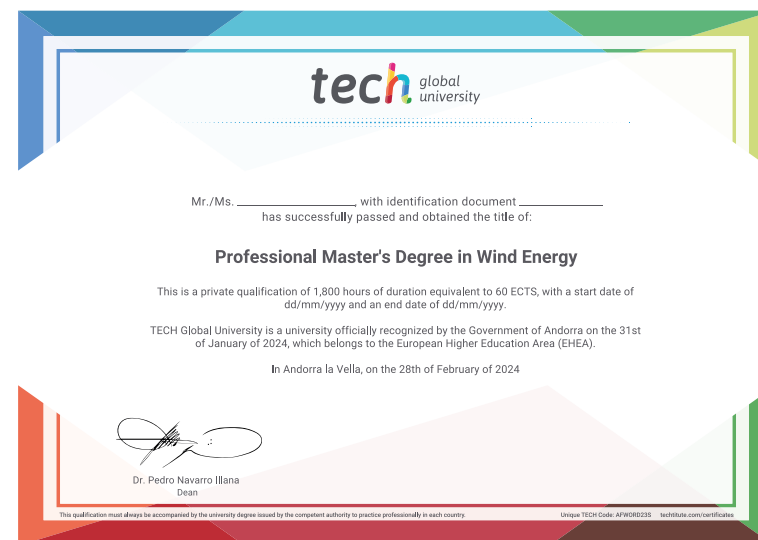 tech global
university
Mr./Ms. ____________, with identification document ____________
has successfully passed and obtained the title of:
Professional Master's Degree in Wind Energy
This is a private qualification of 1,800 hours of duration equivalent to 60 ECTS, with a start date of
dd/mm/yyyy and an end date of dd/mm/yyyy.
TECH Global University is a university officially recognized by the Government of Andorra on the 31st
of January of 2024, which belongs to the European Higher Education Area (EHEA).
In Andorra la Vella, on the 28th of February of 2024
Dr. Pedro Navarro Illana
Dean
This qualification must always be accompanied by the university degree issued by the competent authority to practice professionally in each country.
Unique TECH Code: AFWORD23S techtitute.com/certificates